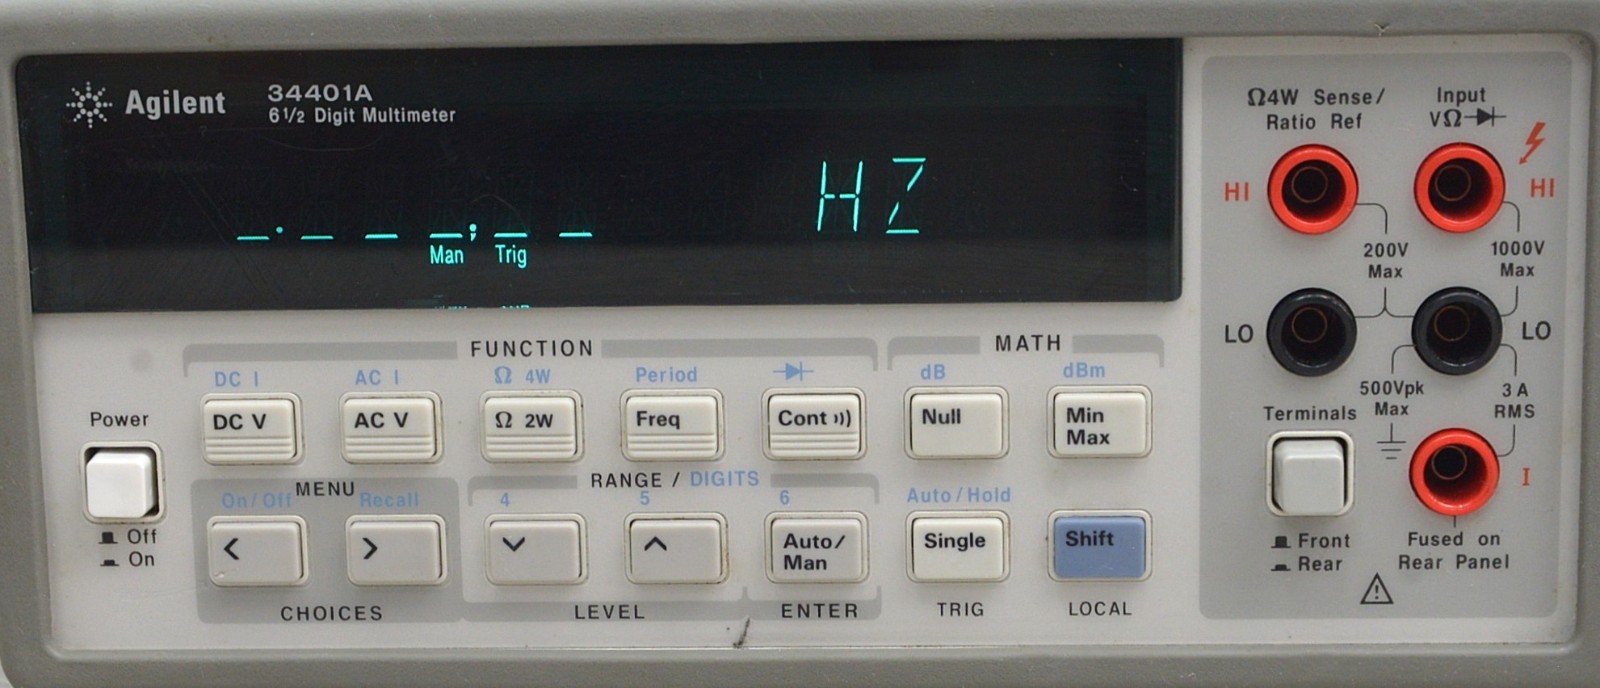 Agilent
34401A
6½ Digit Multimeter
_._ _ _;_ _ HZ
Man Trig
FUNCTION
MATH
DC I
AC I
Ω 4W
Period
dB
dBm
Power
DC V
AC V
Ω 2W
Freq
Cont
Null
Min
Max
MENU
RANGE / DIGITS
On/Off
Recall
4
5
6
Auto/Hold
<
>
Auto/
Man
Single
Shift
Off
On
CHOICES
LEVEL
ENTER
TRIG
LOCAL
Ω4W Sense/
Ratio Ref
Input
VΩ
HI
HI
200V
Max
1000V
Max
LO
LO
500Vpk
Max
3A
RMS
Terminals
I
Front
Rear
Fused on
Rear Panel